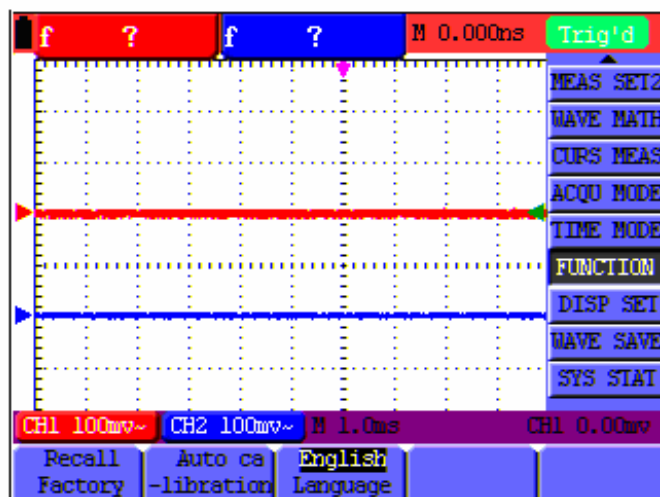 f ? f ? M 0.000ns Trig'd
MEAS SET2
WAVE MATH
CURS MEAS
ACQU MODE
TIME MODE
FUNCTION
DISP SET
WAVE SAVE
SYS STAT
CH1 100mv~ CH2 100mv~ M 1.0ms CH1 0.00mv
Recall Auto ca English
Factory -libration Language